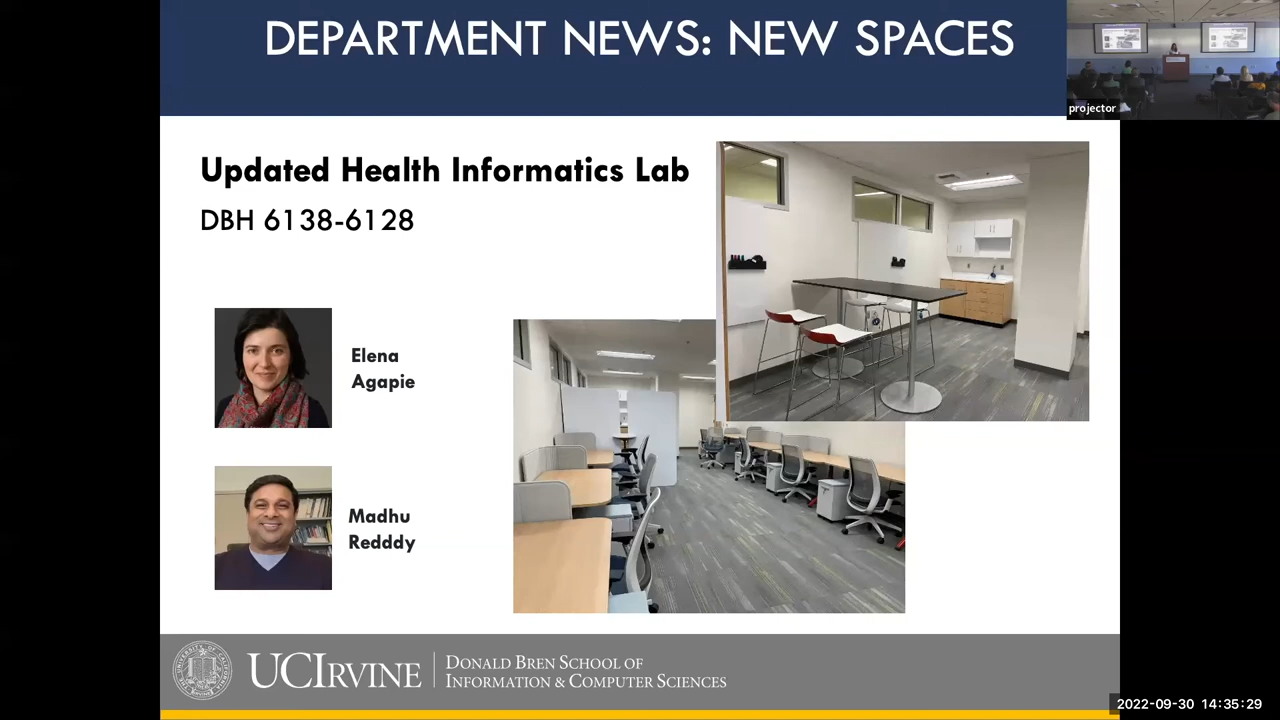 DEPARTMENT NEWS: NEW SPACES
projector
Updated Health Informatics Lab
DBH 6138-6128
Elena
Agapie
Madhu
Redddy
UCIRVINE
DONALD BREN SCHOOL OF
INFORMATION & COMPUTER SCIENCES
2022-09-30 14:35:29